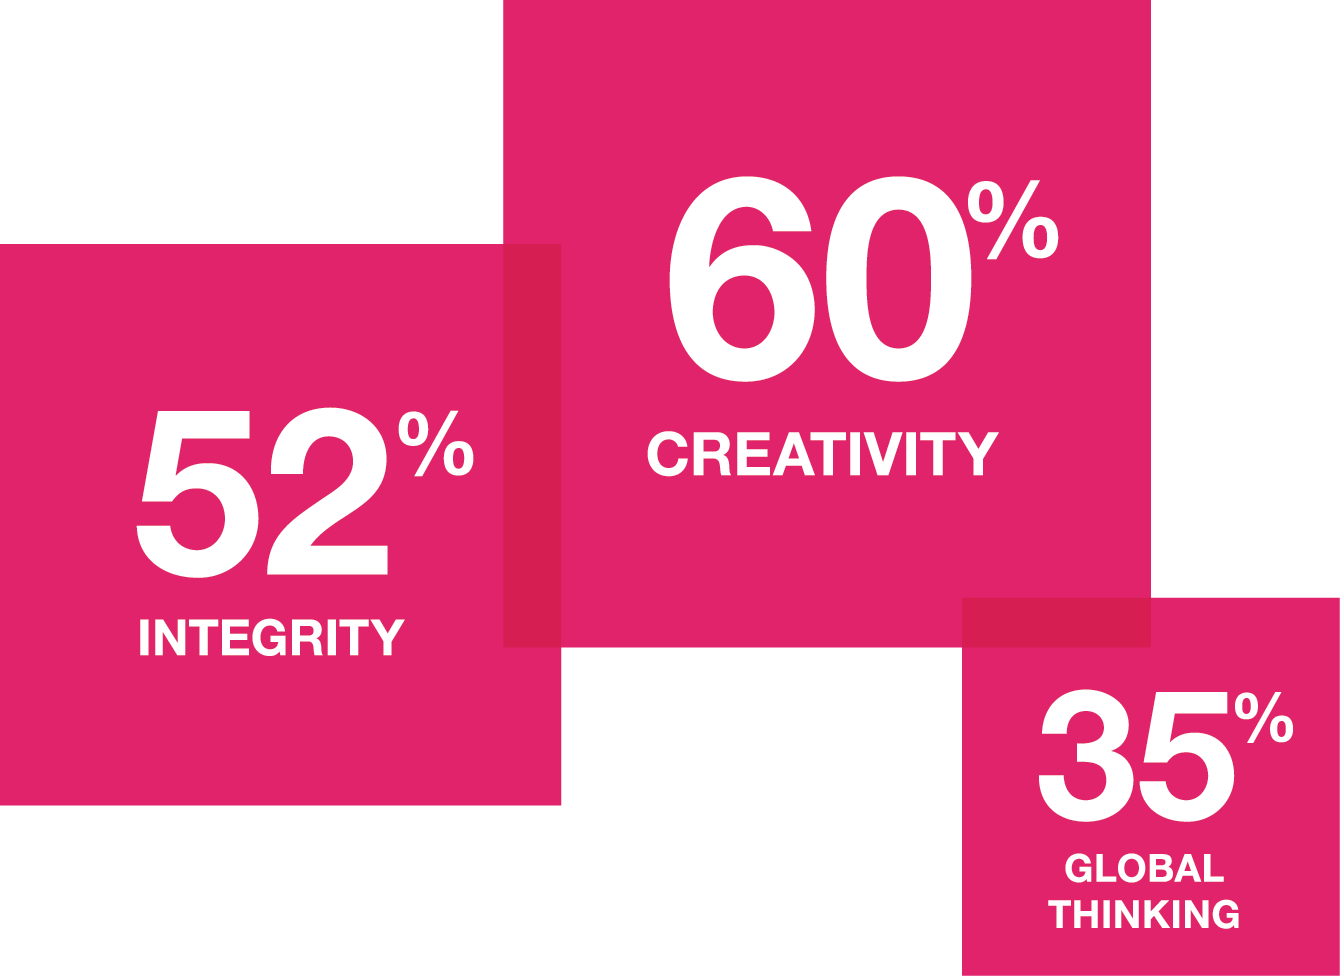 60%
CREATIVITY
52%
INTEGRITY
35%
GLOBAL
THINKING